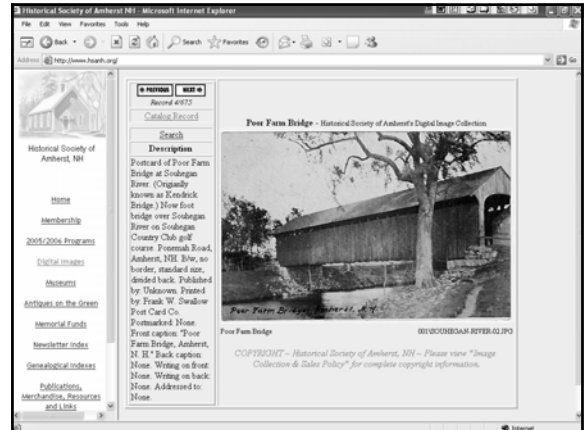 Historical Society of Amherst NH - Microsoft Internet Explorer
File Edit View Favorites Tools Help
Back Search Favorites
Address http://www.hsanh.org/ Go
Historical Society of
Amherst, NH
Home
Membership
2005/2006 Programs
Digital Images
Museums
Antiques on the Green
Memorial Funds
Newsletter Index
Genealogical Indexes
Publications,
Merchandise, Resources
and Links
PREVIOUS NEXT
Record 4/675
Catalog Record
Search
Description
Postcard of Poor Farm
Bridge at Souhegan
River. (Origianlly
known as Kendrick
Bridge.) Now foot
bridge over Souhegan
River on Souhegan
Country Club golf
course. Ponemah Road,
Amherst, NH. B/w, no
border, standard size,
divided back. Published
by: Unknown. Printed
by: Frank W. Swallow
Post Card Co.
Postmarked: None.
Front caption: "Poor
Farm Bridge, Amherst,
N. H." Back caption:
None. Writing on front:
None. Writing on back:
None. Addressed to:
None.
Poor Farm Bridge - Historical Society of Amherst's Digital Image Collection
Poor Farm Bridge, Amherst, N.H.
Poor Farm Bridge 001\SOUHEGAN-RIVER-02.JPG
COPYRIGHT ~ Historical Society of Amherst, NH ~ Please view "Image
Collection & Sales Policy" for complete copyright information.
Internet